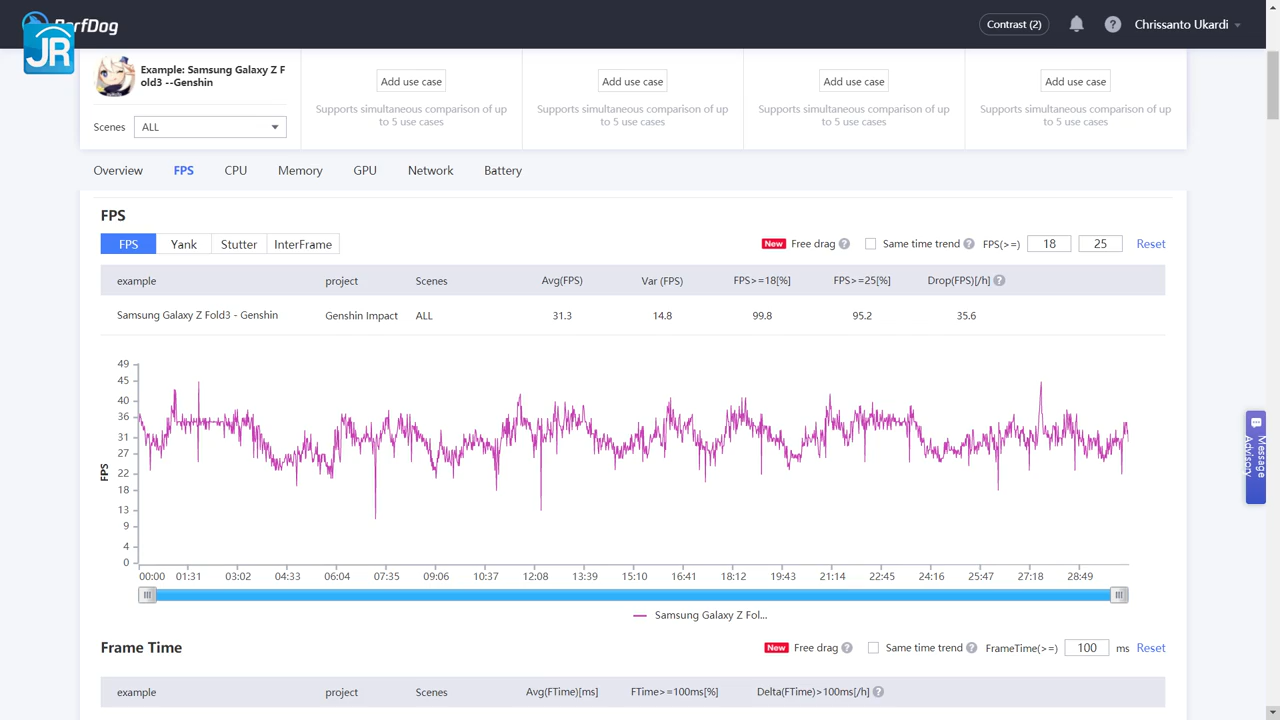 PerfDog
JR
Contrast (2)
Chrissanto Ukardi
Example: Samsung Galaxy Z F
old3 --Genshin
Scenes
ALL
Add use case
Supports simultaneous comparison of up
to 5 use cases
Add use case
Supports simultaneous comparison of up
to 5 use cases
Add use case
Supports simultaneous comparison of up
to 5 use cases
Add use case
Supports simultaneous comparison of up
to 5 use cases
Overview FPS CPU Memory GPU Network Battery
FPS
FPS Yank Stutter InterFrame
New Free drag ? Same time trend ? FPS(>=) 18 25 Reset
example project Scenes Avg(FPS) Var (FPS) FPS>=18[%] FPS>=25[%] Drop(FPS)[/h] ?
Samsung Galaxy Z Fold3 - Genshin Genshin Impact ALL 31.3 14.8 99.8 95.2 35.6
49
45
40
36
31
27
22
18
13
9
4
0
FPS
00:00 01:31 03:02 04:33 06:04 07:35 09:06 10:37 12:08 13:39 15:10 16:41 18:12 19:43 21:14 22:45 24:16 25:47 27:18 28:49
Samsung Galaxy Z Fol...
Message
Advisory
Frame Time
New Free drag ? Same time trend ? FrameTime(>=) 100 ms Reset
example project Scenes Avg(FTime)[ms] FTime>=100ms[%] Delta(FTime)>100ms[/h] ?